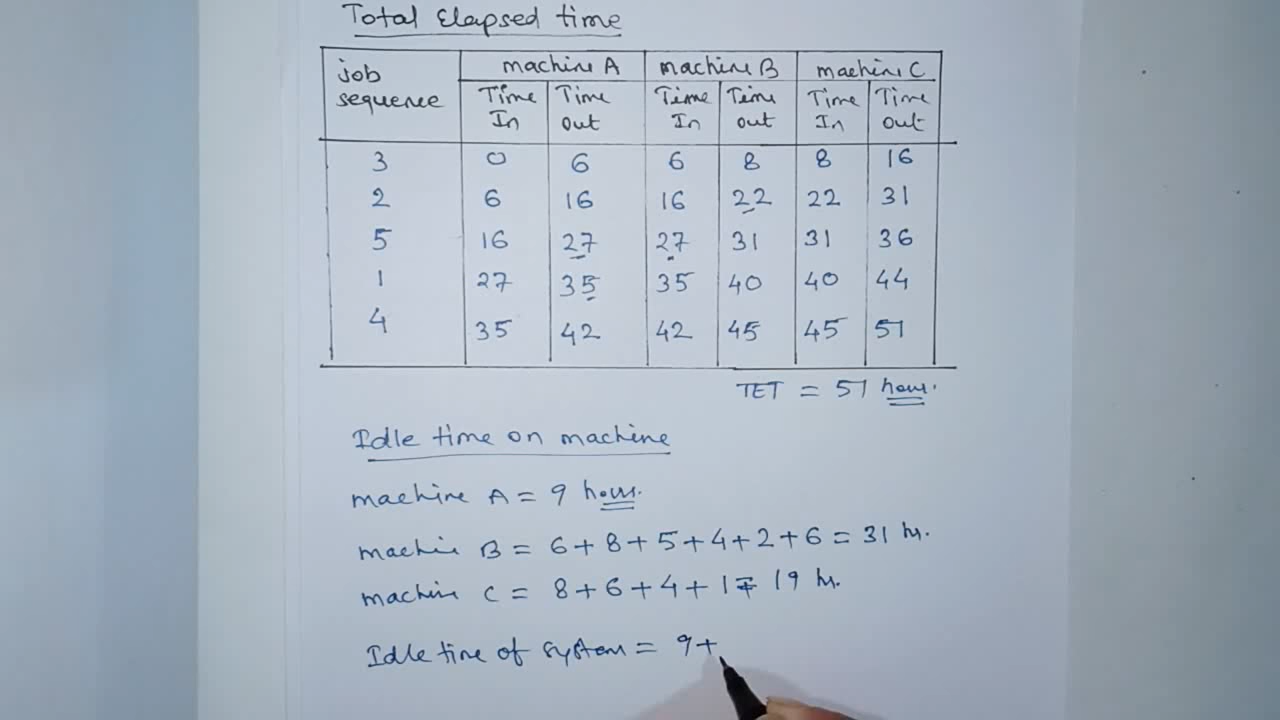 Total Elapsed time
job sequence machine A machine B machine C
Time In Time out Time In Time out Time In Time out
3 0 6 6 8 8 16
2 6 16 16 22 22 31
5 16 27 27 31 31 36
1 27 35 35 40 40 44
4 35 42 42 45 45 51
TET = 51 hours.
Idle time on machine
machine A = 9 hours.
machin B = 6+8+5+4+2+6 = 31 hr.
machin C = 8+6+4+1 = 19 hr.
Idle time of system = 9+